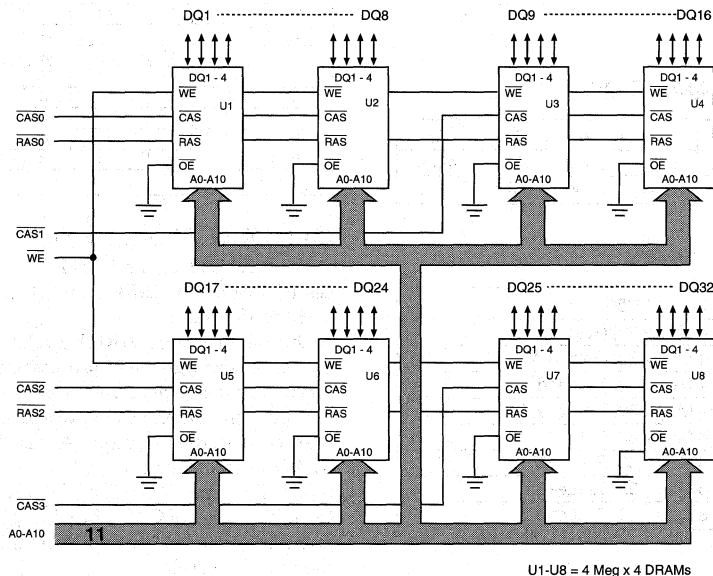 DQ1 DQ8 DQ9 DQ16
DQ1 - 4 DQ1 - 4 DQ1 - 4 DQ1 - 4
WE WE WE WE
U1 U2 U3 U4
CAS0 CAS CAS CAS CAS
RAS0 RAS RAS RAS RAS
OE OE OE OE
A0-A10 A0-A10 A0-A10 A0-A10
CAS1
WE
DQ17 DQ24 DQ25 DQ32
DQ1 - 4 DQ1 - 4 DQ1 - 4 DQ1 - 4
WE WE WE WE
U5 U6 U7 U8
CAS2 CAS CAS CAS CAS
RAS2 RAS RAS RAS RAS
OE OE OE OE
A0-A10 A0-A10 A0-A10 A0-A10
CAS3
A0-A10 11
U1-U8 = 4 Meg x 4 DRAMs